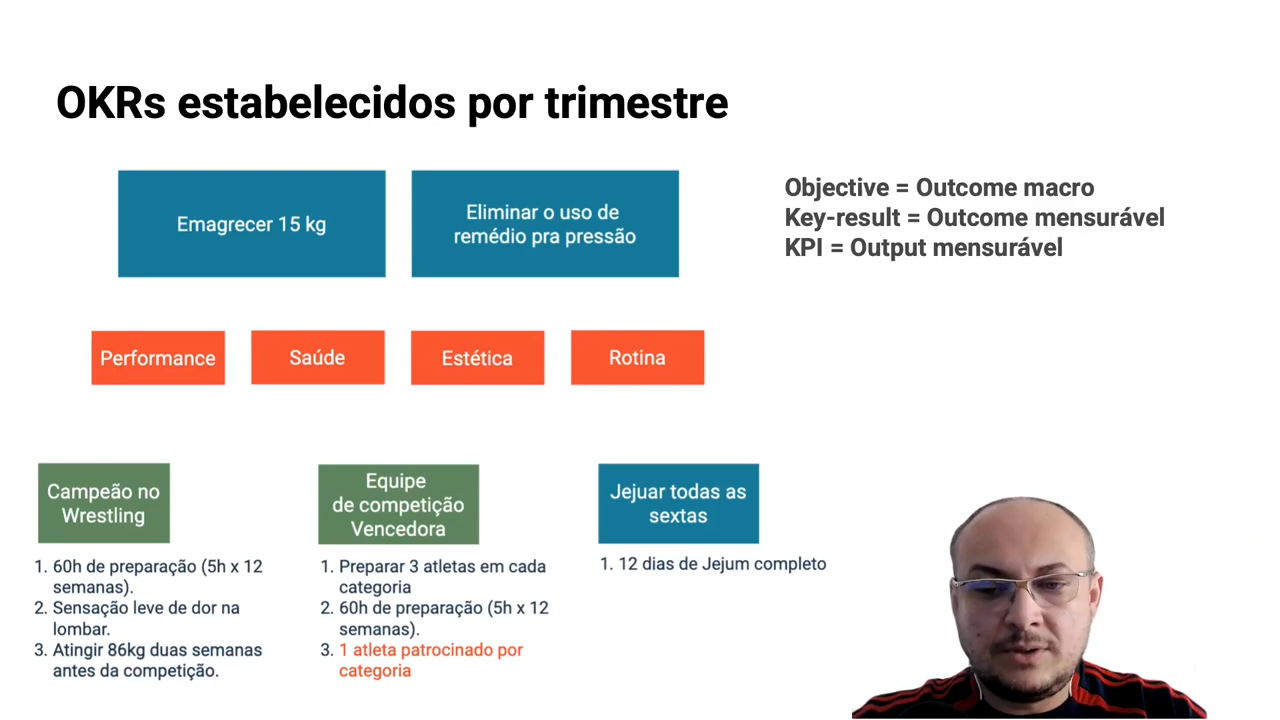 OKRs estabelecidos por trimestre
Emagrecer 15 kg
Eliminar o uso de
remédio pra pressão
Objective = Outcome macro
Key-result = Outcome mensurável
KPI = Output mensurável
Performance
Saúde
Estética
Rotina
Campeão no
Wrestling
1. 60h de preparação (5h x 12
semanas).
2. Sensação leve de dor na
lombar.
3. Atingir 86kg duas semanas
antes da competição.
Equipe
de competição
Vencedora
1. Preparar 3 atletas em cada
categoria
2. 60h de preparação (5h x 12
semanas).
3. 1 atleta patrocinado por
categoria
Jejuar todas as
sextas
1. 12 dias de Jejum completo